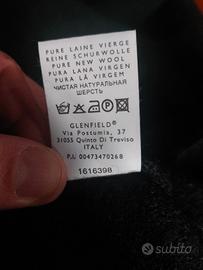 PURE LAINE VIERGE
REINE SCHURWOLLE
PURE NEW WOOL
PURA LANA VIRGEN
PURA LÃ VIRGEM
ЧИСТАЯ НАТУРАЛЬНАЯ
ШЕРСТЬ
GLENFIELD®
Via Postumia, 37
31055 Quinto Di Treviso
ITALY
P.I. 00473470268
1616398
subito